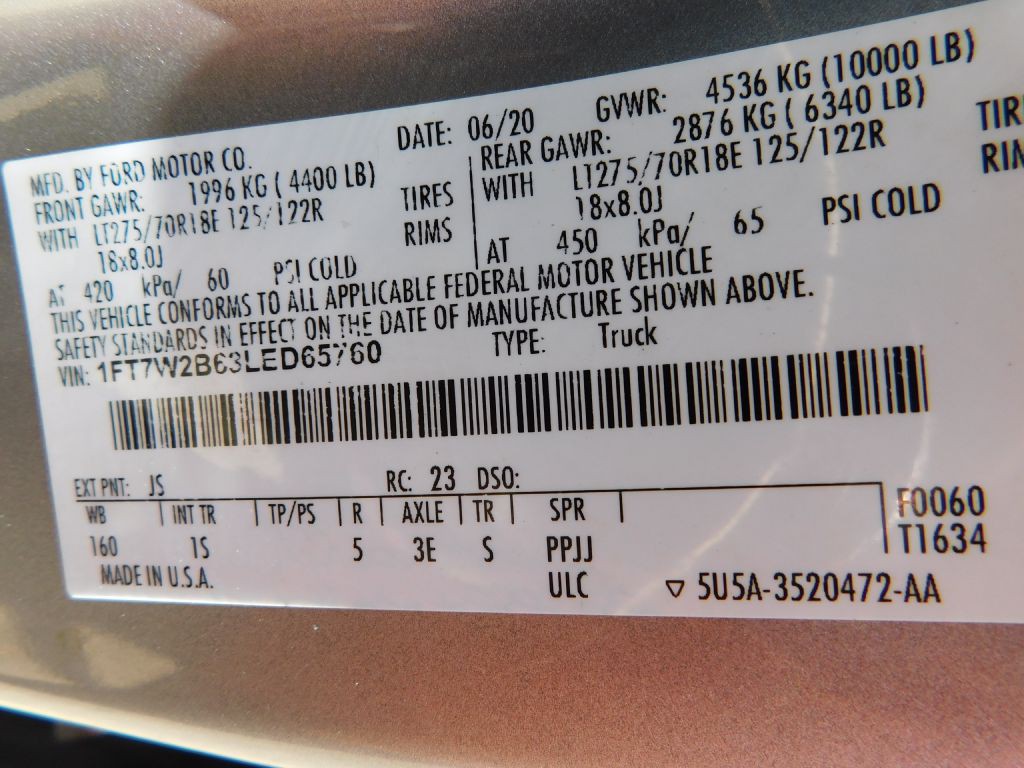 MFD. BY FORD MOTOR CO.
DATE: 06/20 GVWR: 4536 KG (10000 LB)
FRONT GAWR: 1996 KG ( 4400 LB) REAR GAWR: 2876 KG ( 6340 LB)
WITH LT275/70R18E 125/122R TIRES WITH LT275/70R18E 125/122R TIR
18x8.0J RIMS 18x8.0J RIM
AT 420 kPa/ 60 PSI COLD AT 450 kPa/ 65 PSI COLD
THIS VEHICLE CONFORMS TO ALL APPLICABLE FEDERAL MOTOR VEHICLE
SAFETY STANDARDS IN EFFECT ON THE DATE OF MANUFACTURE SHOWN ABOVE.
VIN: 1FT7W2B63LED65760 TYPE: Truck
EXT PNT: JS RC: 23 DSO:
WB INT TR TP/PS R AXLE TR SPR F0060
160 1S 5 3E S PPJJ T1634
MADE IN U.S.A. ULC ▽ 5U5A-3520472-AA